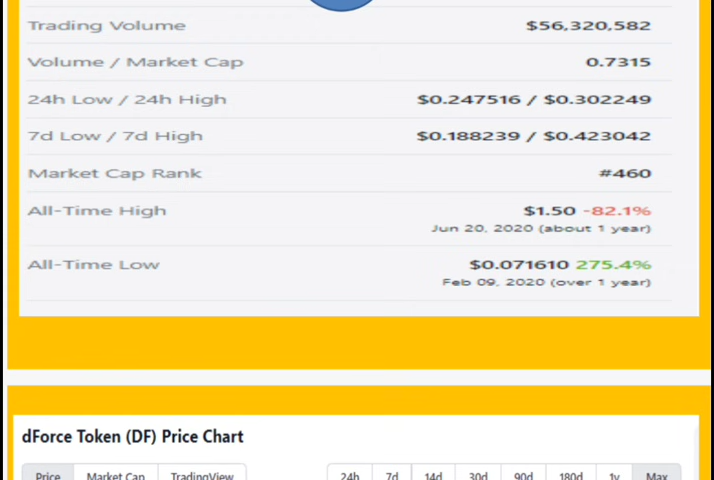 Trading Volume $56,320,582
Volume / Market Cap 0.7315
24h Low / 24h High $0.247516 / $0.302249
7d Low / 7d High $0.188239 / $0.423042
Market Cap Rank #460
All-Time High $1.50 -82.1%
Jun 20, 2020 (about 1 year)
All-Time Low $0.071610 275.4%
Feb 09, 2020 (over 1 year)
dForce Token (DF) Price Chart
Price Market Cap TradingView 24h 7d 14d 30d 90d 180d 1y Max